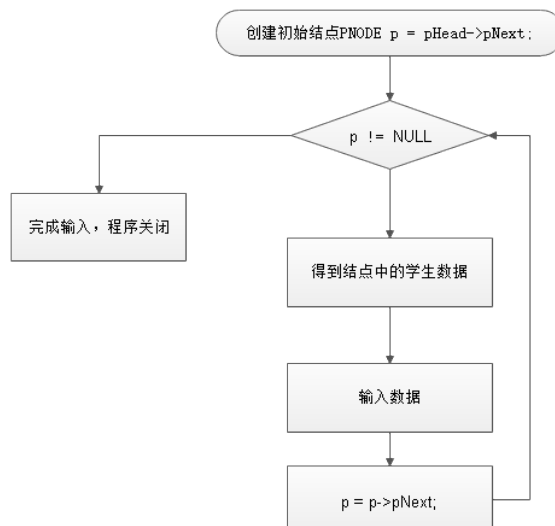 创建初始结点PNODE p = pHead->pNext;
p != NULL
完成输入，程序关闭
得到结点中的学生数据
输入数据
p = p->pNext;